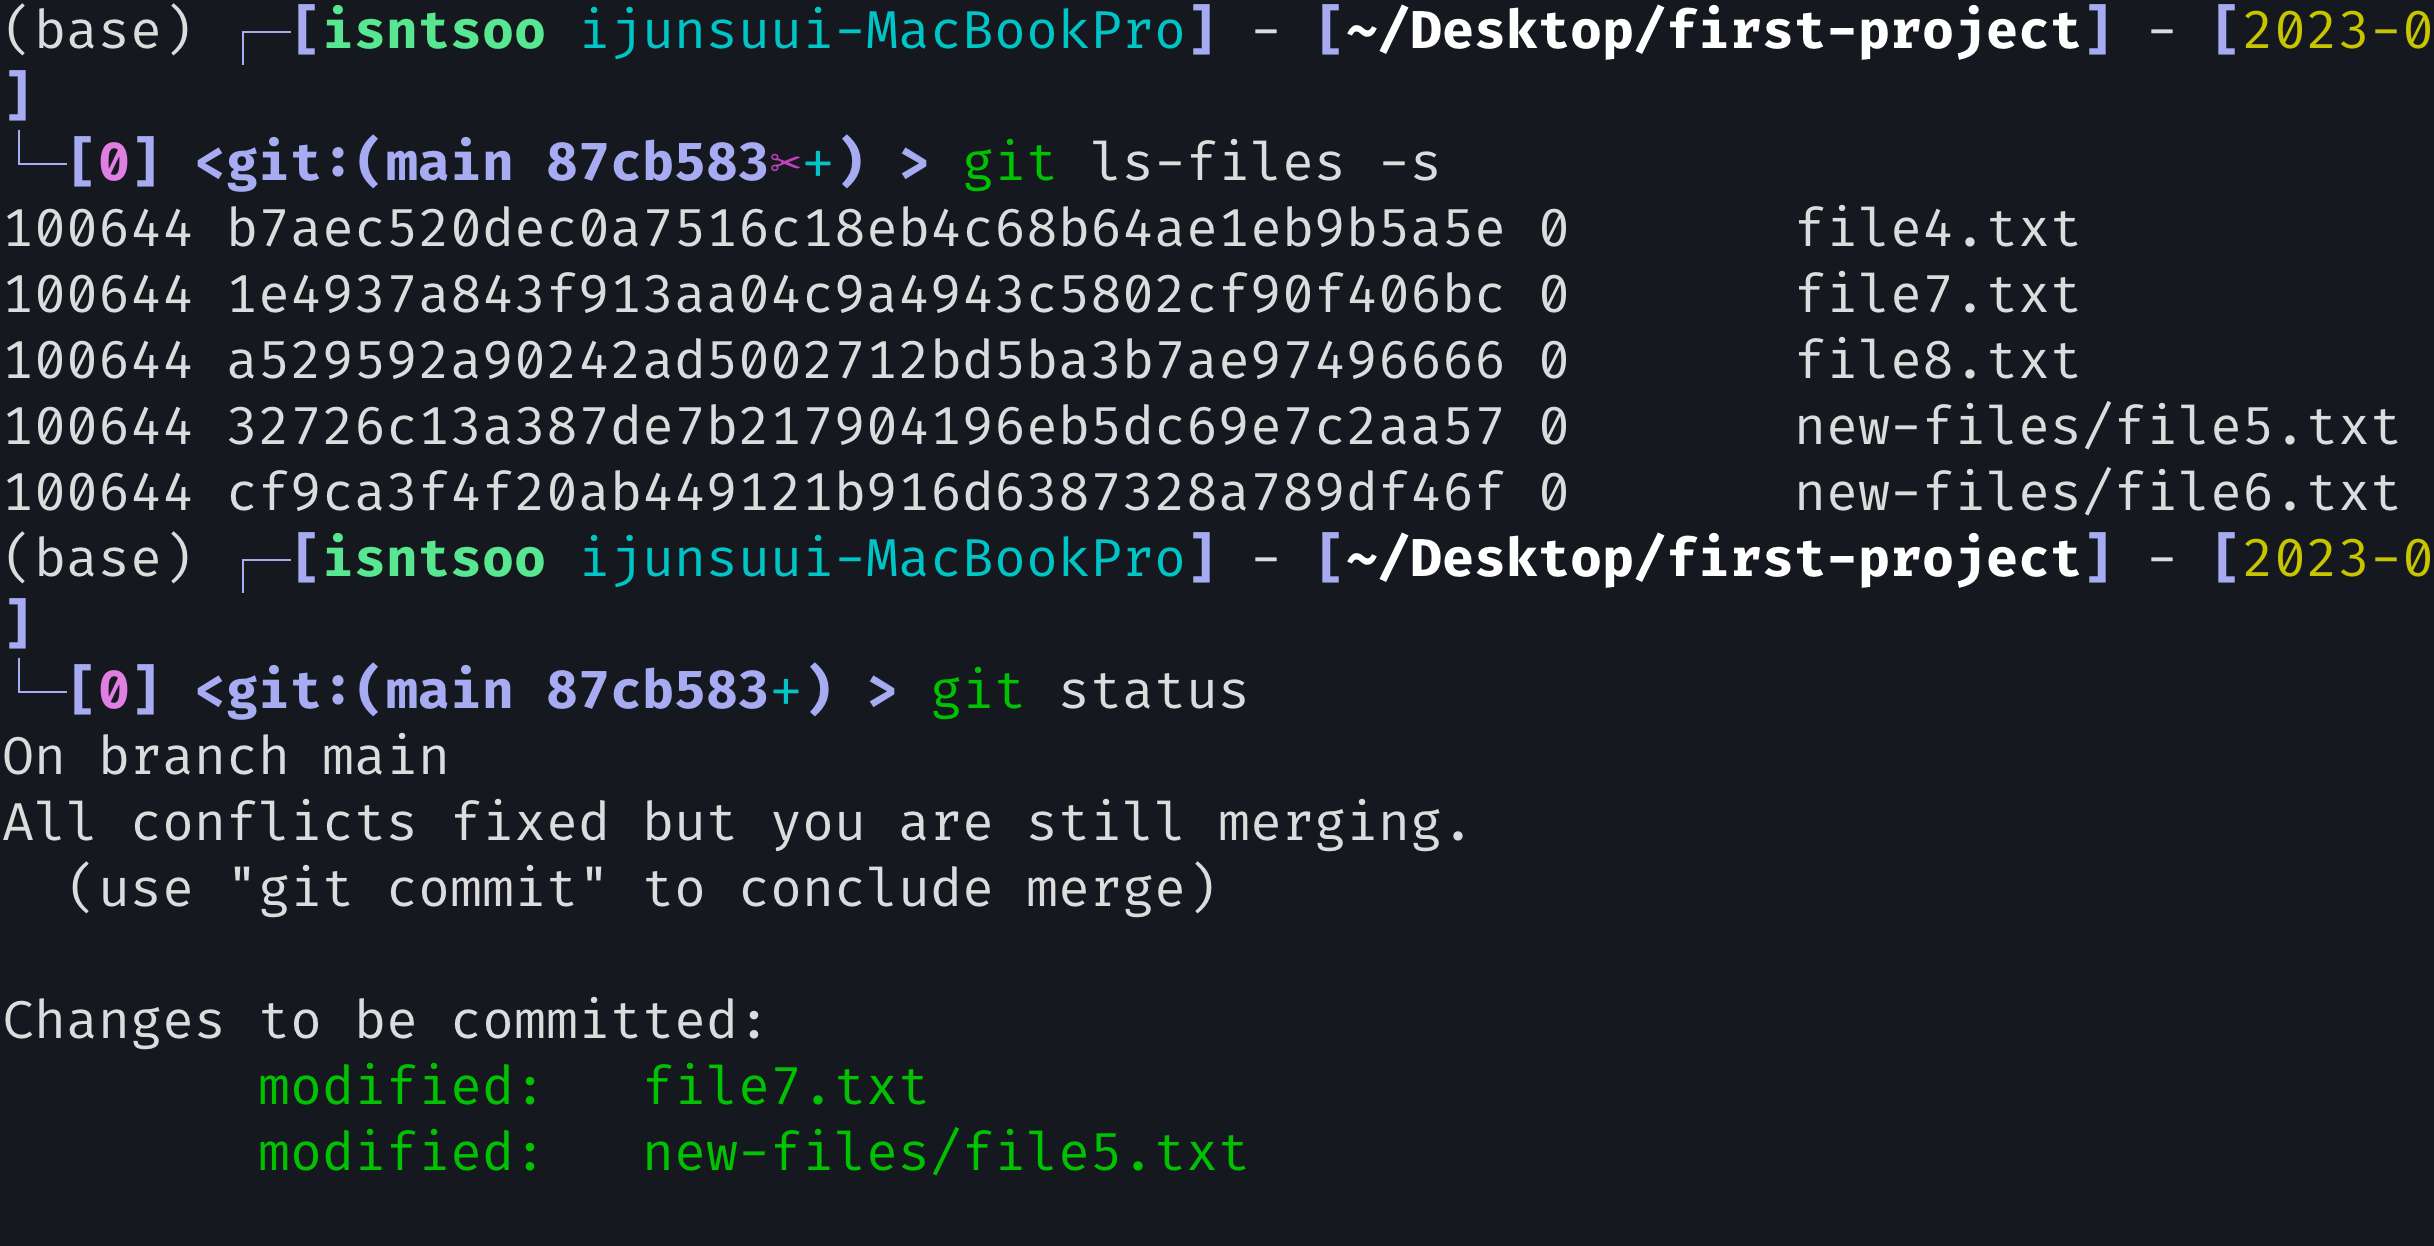 (base) ┌─[isntsoo ijunsuui-MacBookPro] - [~/Desktop/first-project] - [2023-0
]
└─[0] <git:(main 87cb583✂+) > git ls-files -s
100644 b7aec520dec0a7516c18eb4c68b64ae1eb9b5a5e 0 file4.txt
100644 1e4937a843f913aa04c9a4943c5802cf90f406bc 0 file7.txt
100644 a529592a90242ad5002712bd5ba3b7ae97496666 0 file8.txt
100644 32726c13a387de7b217904196eb5dc69e7c2aa57 0 new-files/file5.txt
100644 cf9ca3f4f20ab449121b916d6387328a789df46f 0 new-files/file6.txt
(base) ┌─[isntsoo ijunsuui-MacBookPro] - [~/Desktop/first-project] - [2023-0
]
└─[0] <git:(main 87cb583+) > git status
On branch main
All conflicts fixed but you are still merging.
  (use "git commit" to conclude merge)
Changes to be committed:
        modified:   file7.txt
        modified:   new-files/file5.txt